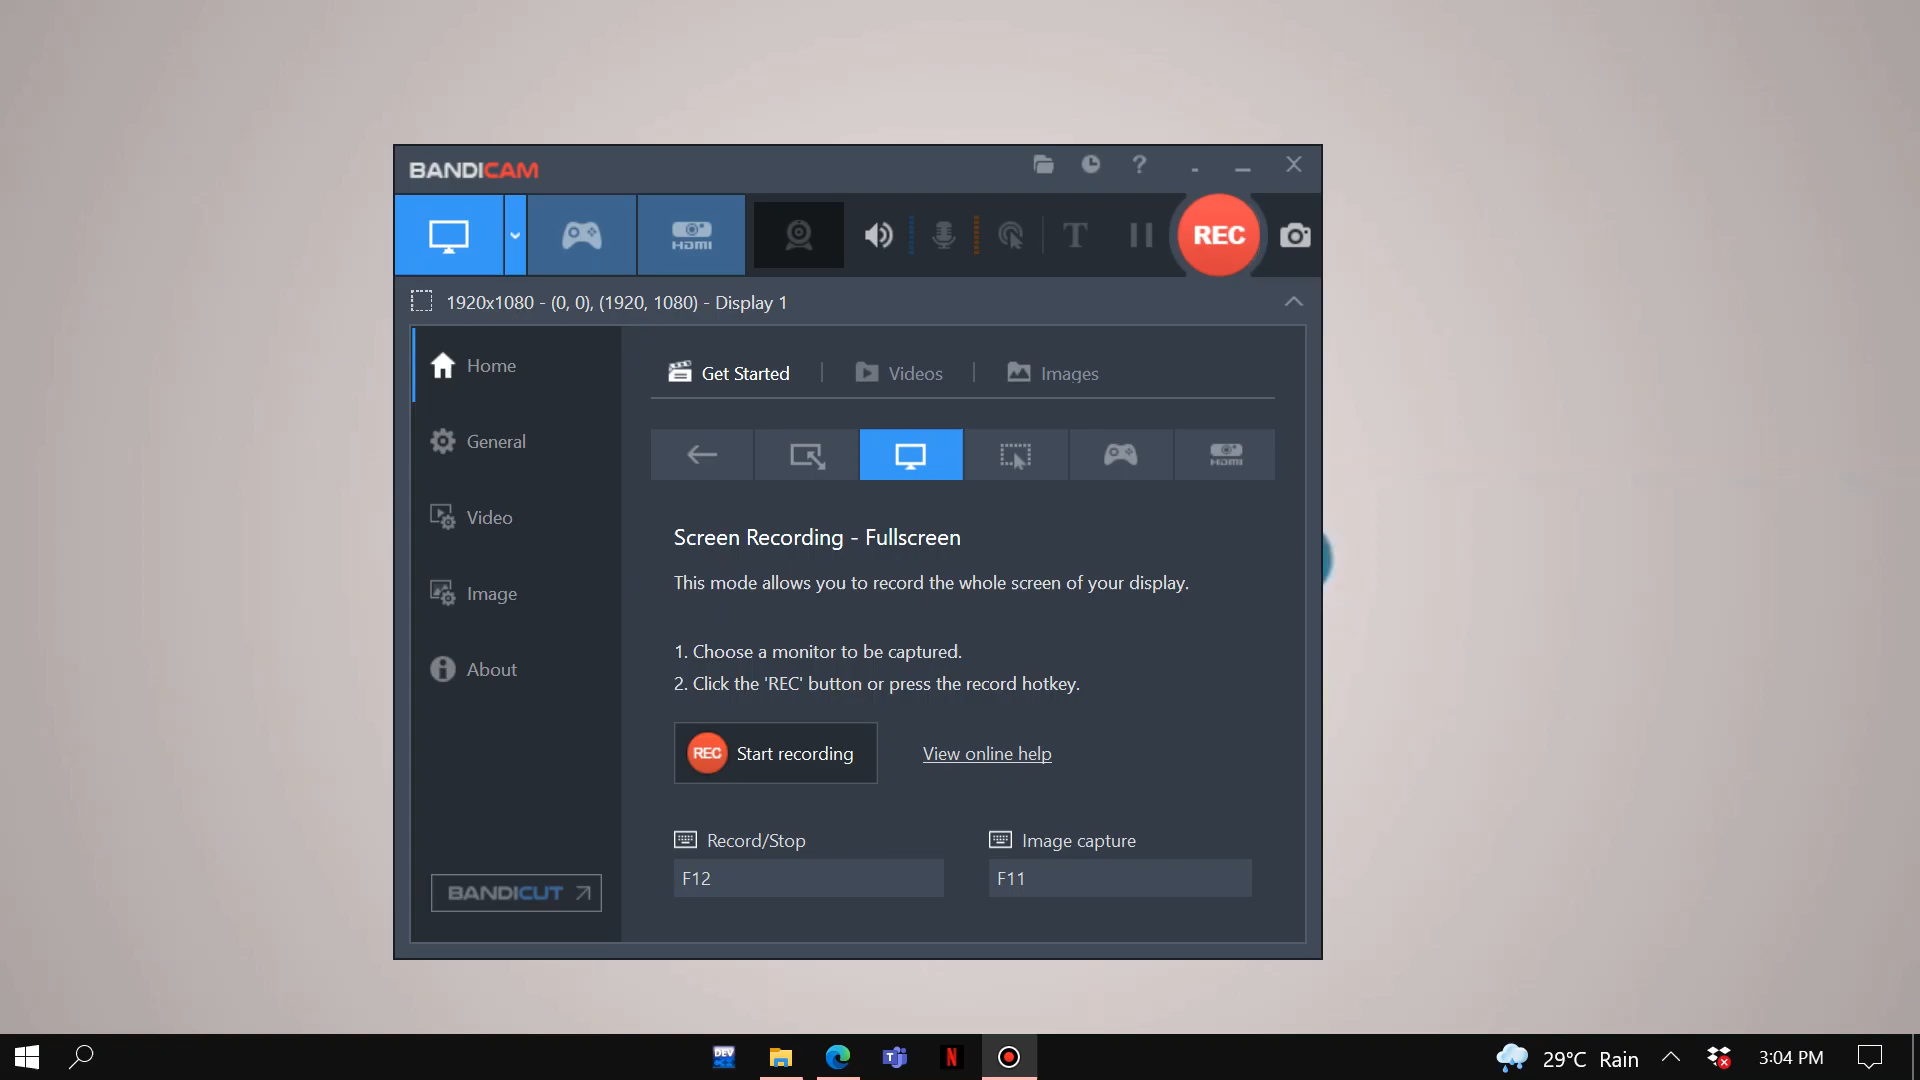 BANDICAM
HDMI
T
REC
1920x1080 - (0, 0), (1920, 1080) - Display 1
Home
General
Video
Image
About
BANDICUT
Get Started
Videos
Images
HDMI
Screen Recording - Fullscreen
This mode allows you to record the whole screen of your display.
1. Choose a monitor to be captured.
2. Click the 'REC' button or press the record hotkey.
REC Start recording
View online help
Record/Stop
Image capture
F12
F11
DEV
T
N
29°C Rain
3:04 PM